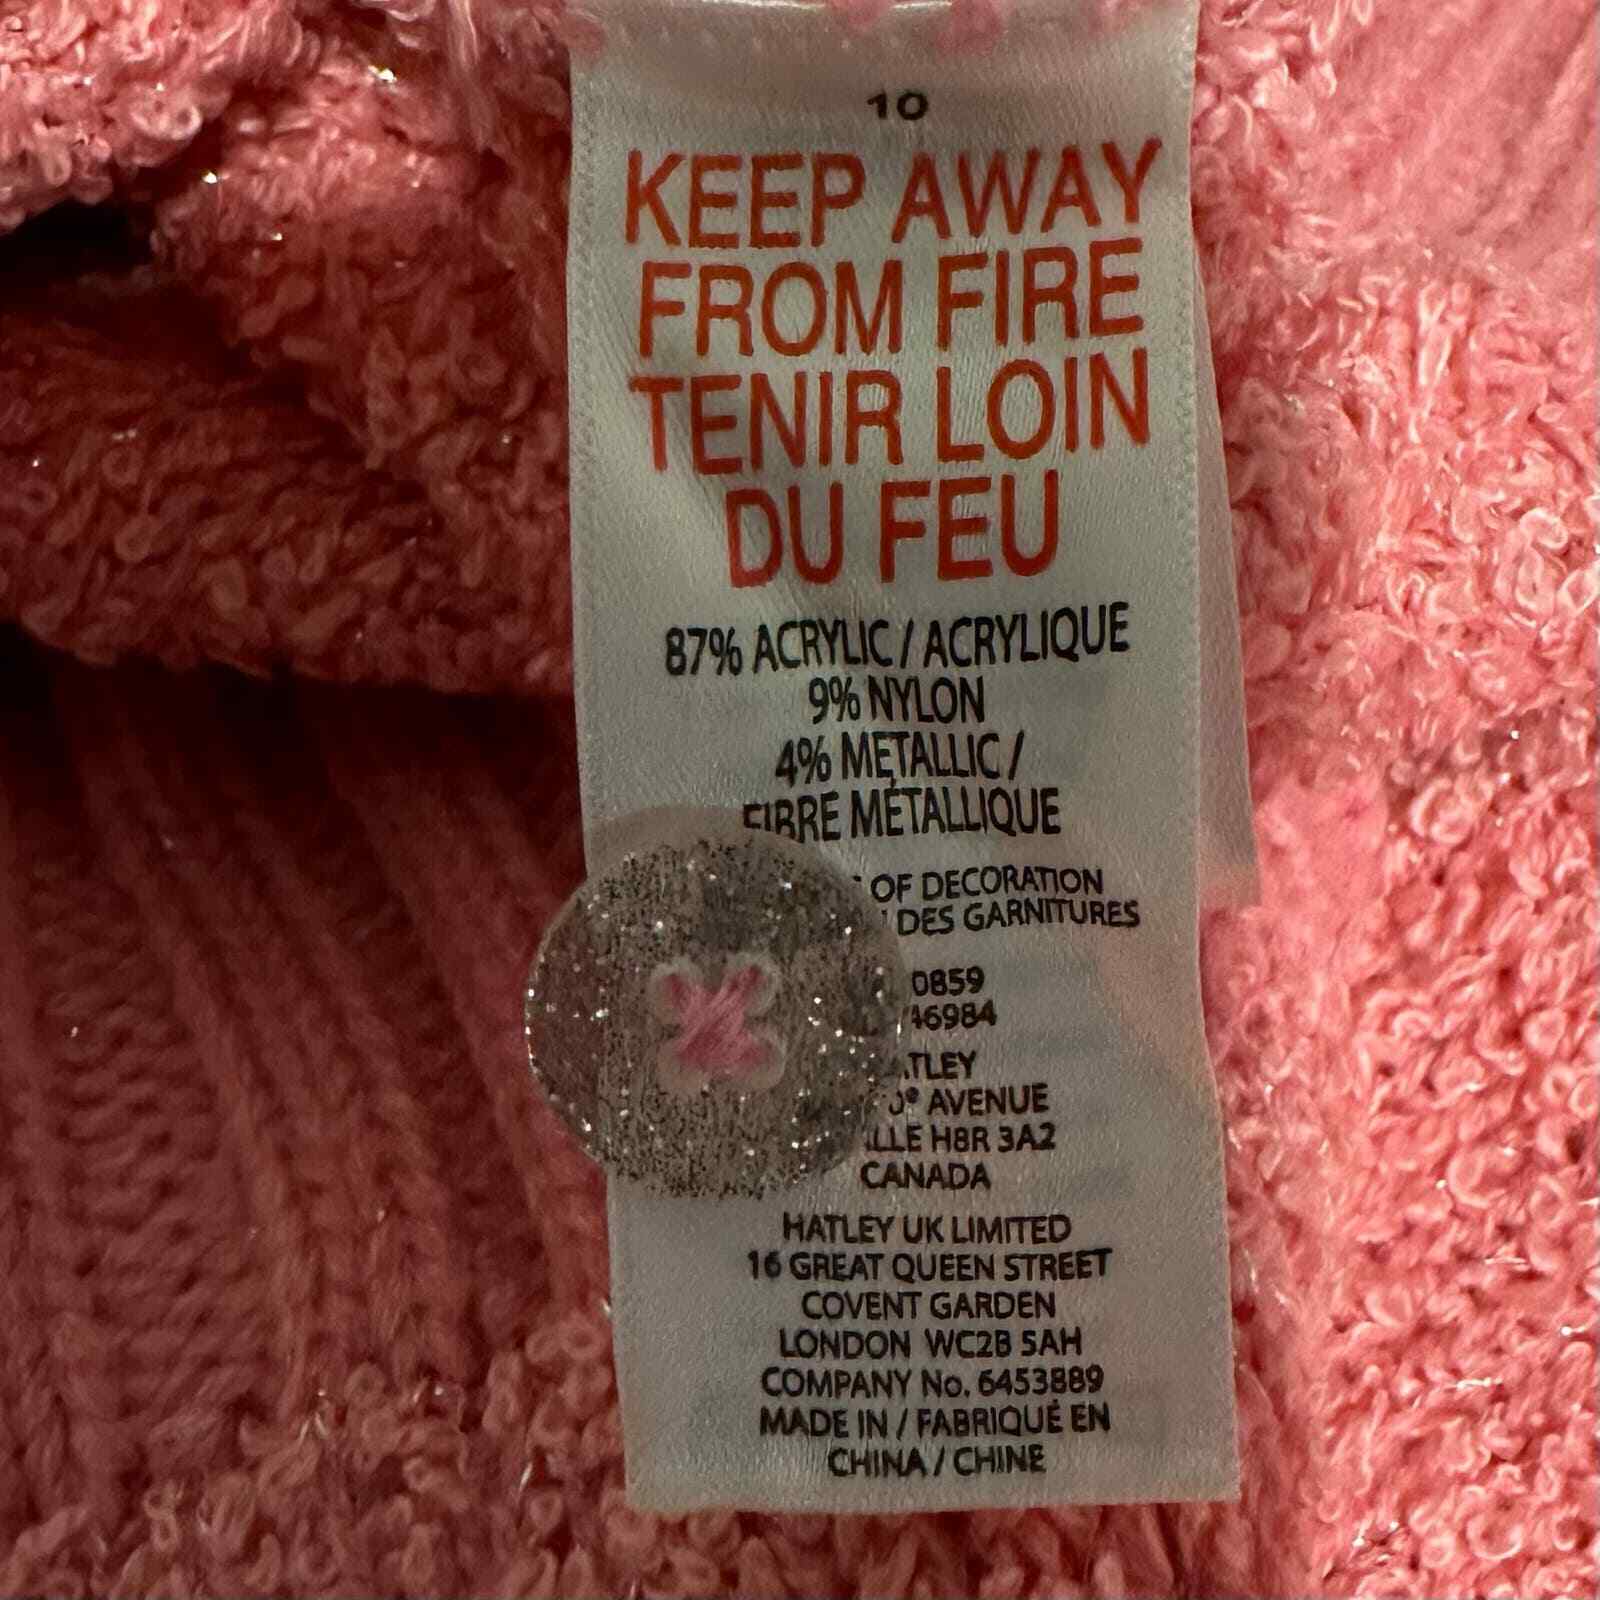 10
KEEP AWAY
FROM FIRE
TENIR LOIN
DU FEU
87% ACRYLIC / ACRYLIQUE
9% NYLON
4% METALLIC /
FIBRE MÉTALLIQUE
OF DECORATION
DES GARNITURES
0859
46984
AVENUE
H8R 3A2
CANADA
HATLEY UK LIMITED
16 GREAT QUEEN STREET
COVENT GARDEN
LONDON WC2B 5AH
COMPANY No. 6453889
MADE IN / FABRIQUÉ EN
CHINA / CHINE